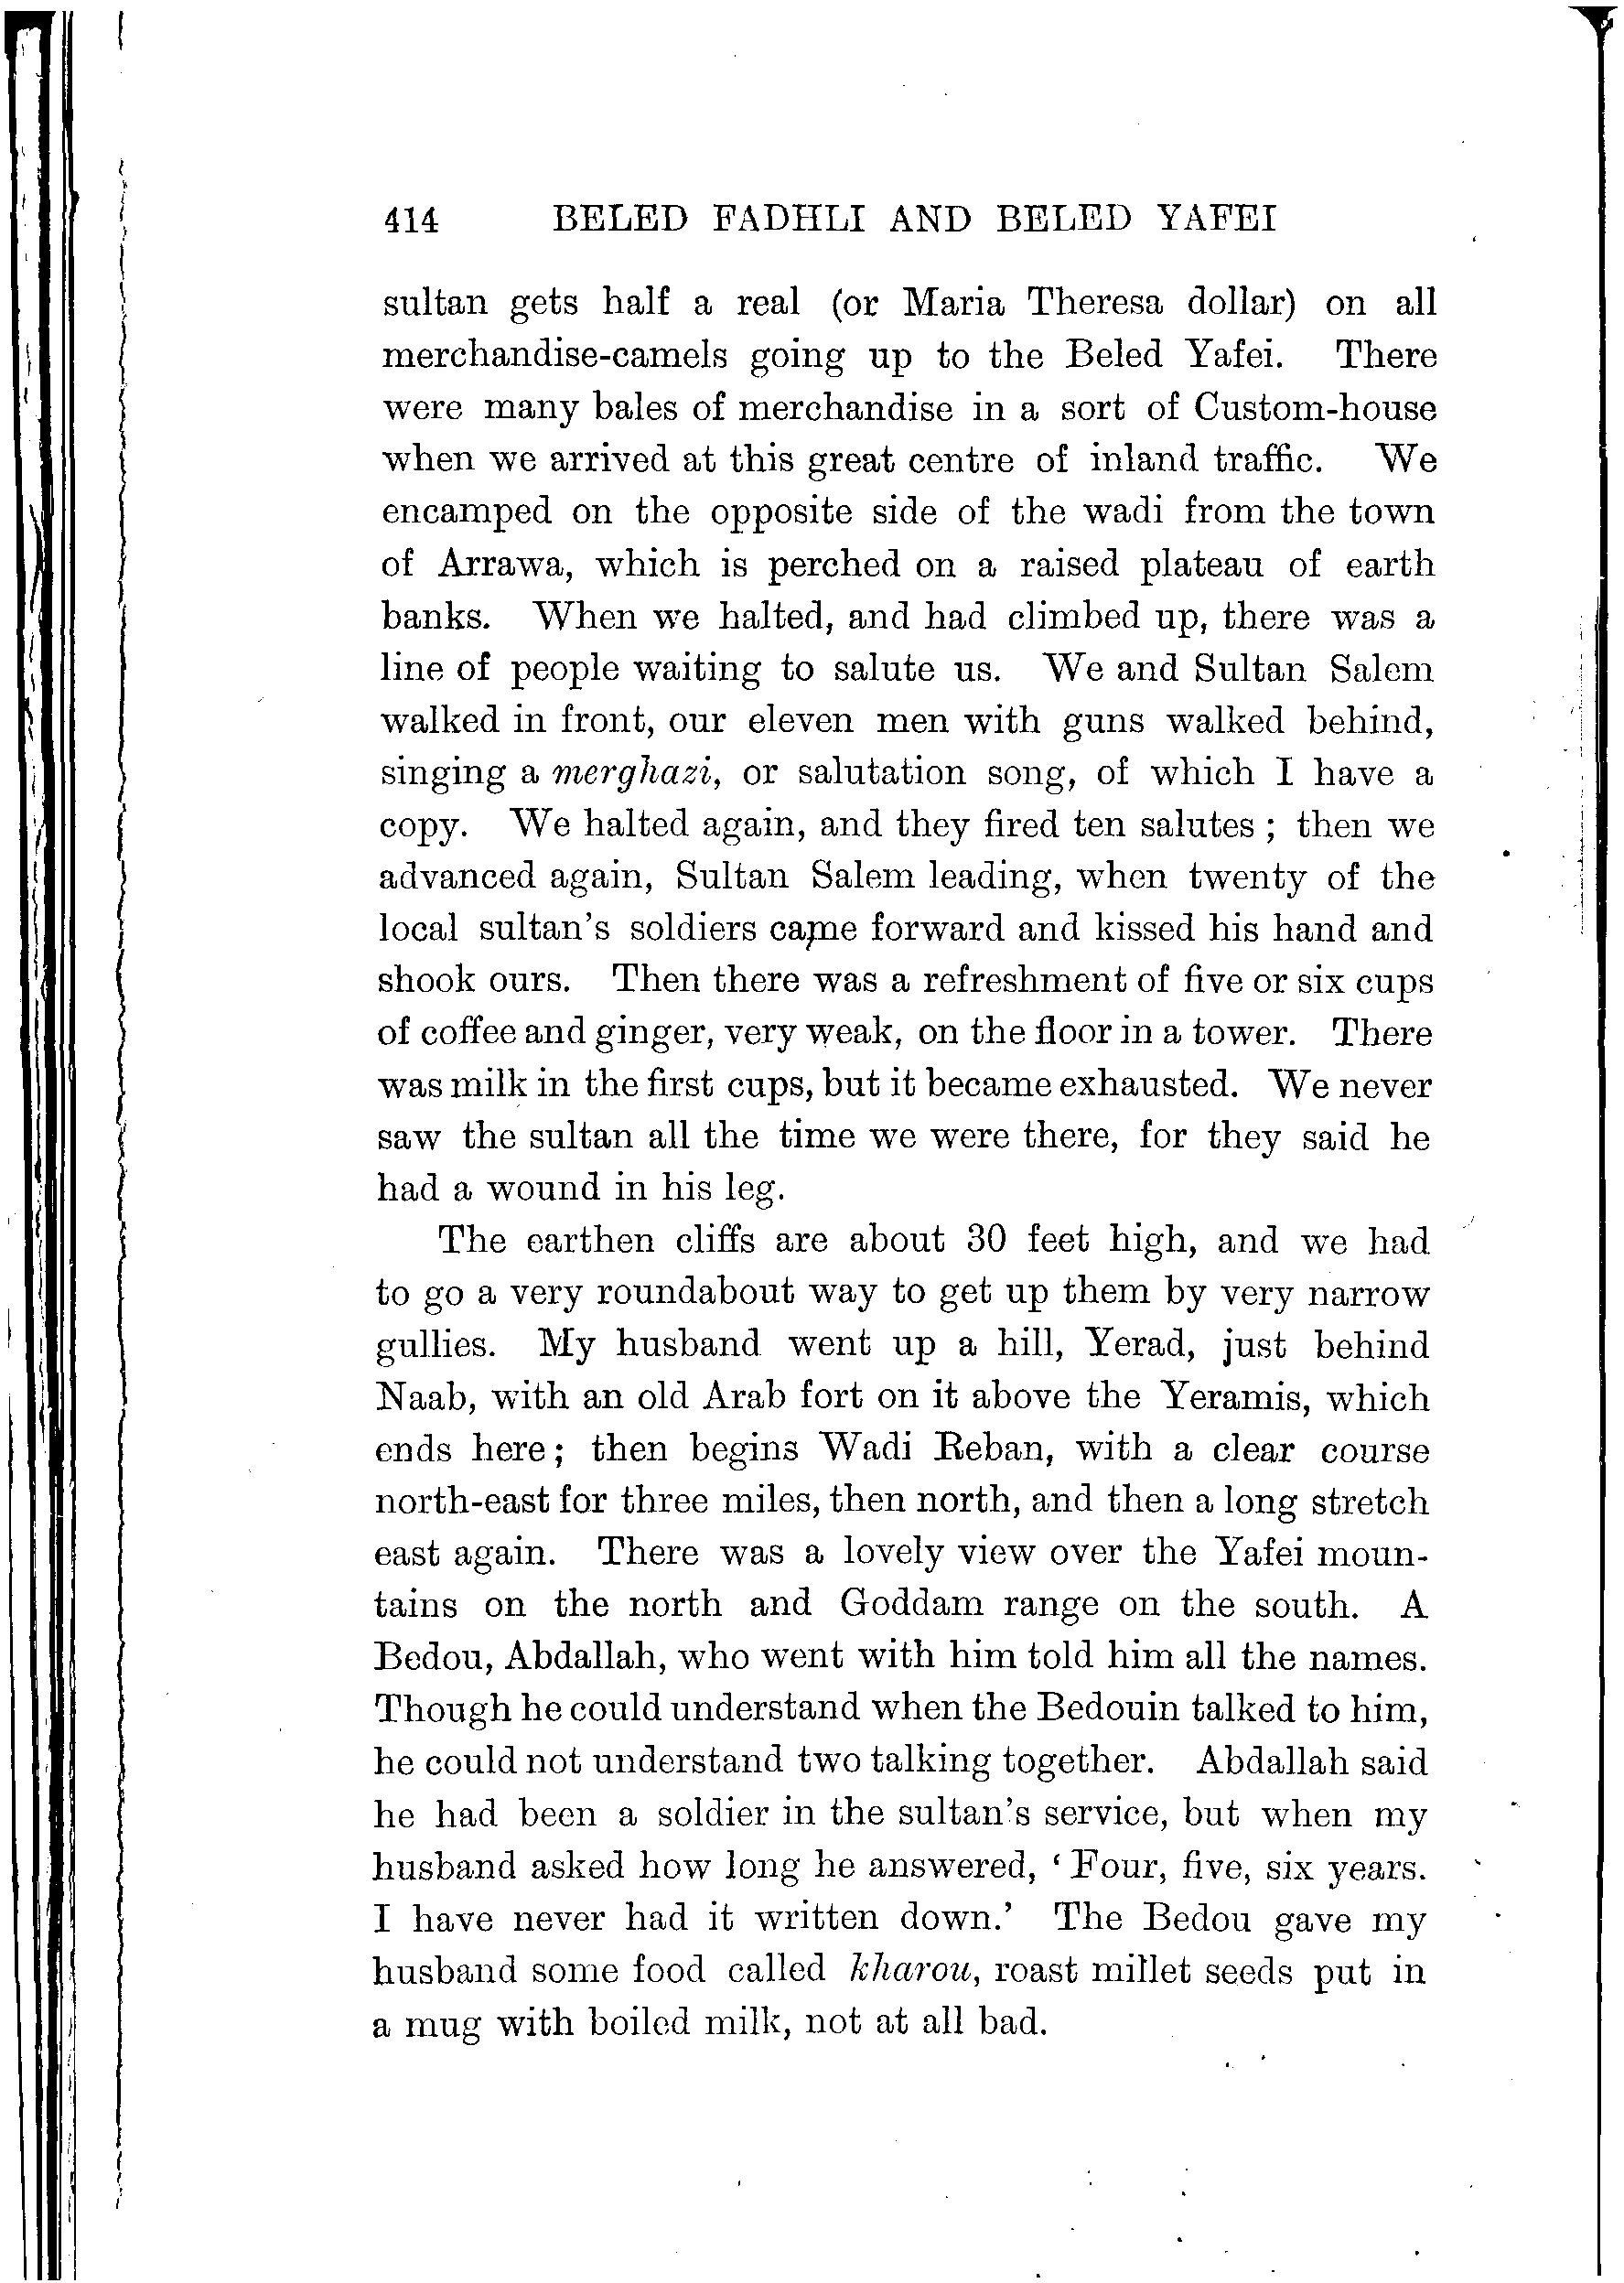 414 BELED FADHLI AND BELED YAFEI
sultan gets half a real (or Maria Theresa dollar) on all
merchandise-camels going up to the Beled Yafei. There
were many bales of merchandise in a sort of Custom-house
when we arrived at this great centre of inland traffic. We
encamped on the opposite side of the wadi from the town
of Arrawa, which is perched on a raised plateau of earth
banks. When we halted, and had climbed up, there was a
line of people waiting to salute us. We and Sultan Salem
walked in front, our eleven men with guns walked behind,
singing a merghazi, or salutation song, of which I have a
copy. We halted again, and they fired ten salutes; then we
advanced again, Sultan Salem leading, when twenty of the
local sultan's soldiers came forward and kissed his hand and
shook ours. Then there was a refreshment of five or six cups
of coffee and ginger, very weak, on the floor in a tower. There
was milk in the first cups, but it became exhausted. We never
saw the sultan all the time we were there, for they said he
had a wound in his leg.
The earthen cliffs are about 30 feet high, and we had
to go a very roundabout way to get up them by very narrow
gullies. My husband went up a hill, Yerad, just behind
Naab, with an old Arab fort on it above the Yeramis, which
ends here; then begins Wadi Reban, with a clear course
north-east for three miles, then north, and then a long stretch
east again. There was a lovely view over the Yafei moun-
tains on the north and Goddam range on the south. A
Bedou, Abdallah, who went with him told him all the names.
Though he could understand when the Bedouin talked to him,
he could not understand two talking together. Abdallah said
he had been a soldier in the sultan's service, but when my
husband asked how long he answered, 'Four, five, six years.
I have never had it written down.' The Bedou gave my
husband some food called kharou, roast millet seeds put in
a mug with boiled milk, not at all bad.